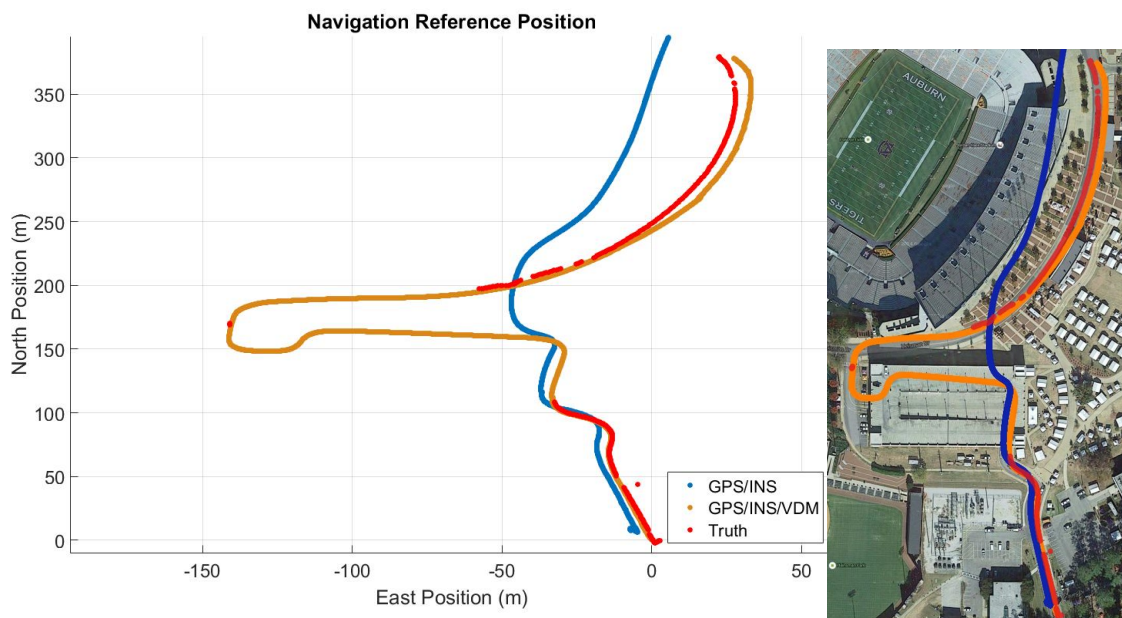 Navigation Reference Position
350
300
250
200
150
100
50
0
-150
-100
-50
0
50
North Position (m)
East Position (m)
GPS/INS
GPS/INS/VDM
Truth
AUBURN
TIGERS